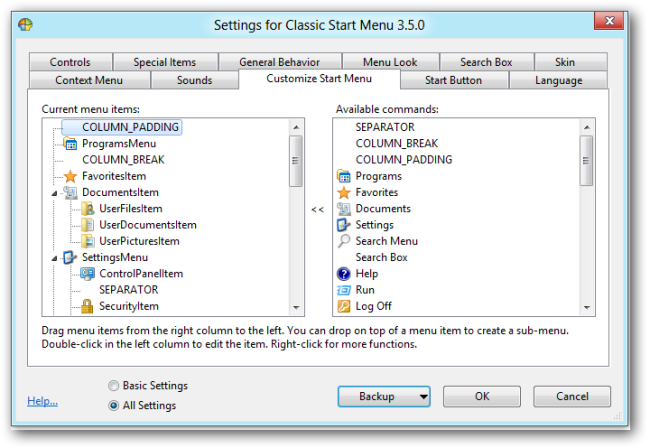 Settings for Classic Start Menu 3.5.0
Controls Special Items General Behavior Menu Look Search Box Skin
Context Menu Sounds Customize Start Menu Start Button Language
Current menu items:
COLUMN_PADDING
ProgramsMenu
COLUMN_BREAK
FavoritesItem
DocumentsItem
UserFilesItem
UserDocumentsItem
UserPicturesItem
SettingsMenu
ControlPanelItem
SEPARATOR
SecurityItem
<<
Available commands:
SEPARATOR
COLUMN_BREAK
COLUMN_PADDING
Programs
Favorites
Documents
Settings
Search Menu
Search Box
Help
Run
Log Off
Drag menu items from the right column to the left. You can drop on top of a menu item to create a sub-menu.
Double-click in the left column to edit the item. Right-click for more functions.
Help...
Basic Settings
All Settings
Backup
OK
Cancel